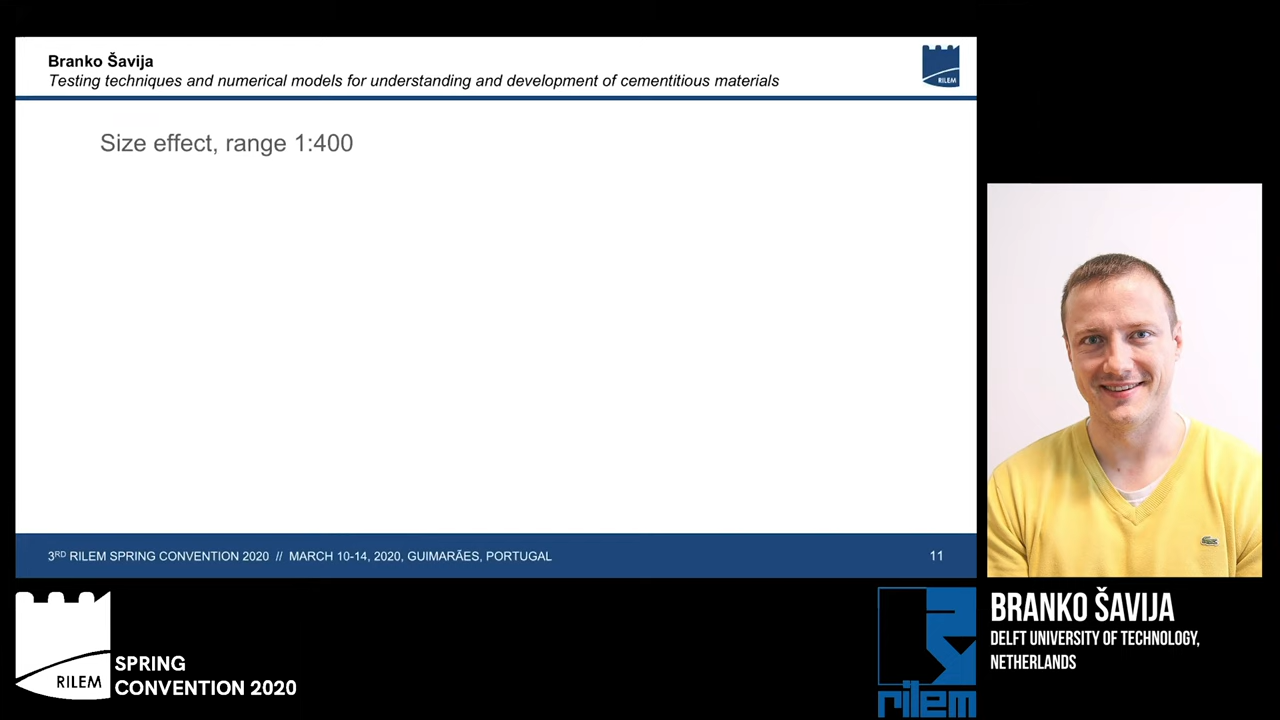 Branko Šavija
Testing techniques and numerical models for understanding and development of cementitious materials
RILEM
Size effect, range 1:400
3RD RILEM SPRING CONVENTION 2020 // MARCH 10-14, 2020, GUIMARÃES, PORTUGAL
11
BRANKO ŠAVIJA
DELFT UNIVERSITY OF TECHNOLOGY,
NETHERLANDS
RILEM
SPRING
CONVENTION 2020
rilem